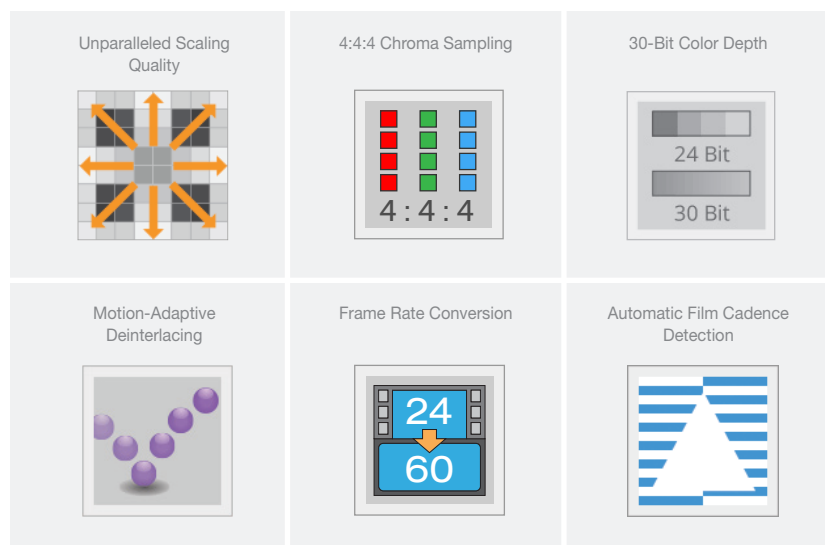 Unparalleled Scaling
Quality
4:4:4 Chroma Sampling
4 : 4 : 4
30-Bit Color Depth
24 Bit
30 Bit
Motion-Adaptive
Deinterlacing
Frame Rate Conversion
24
60
Automatic Film Cadence
Detection